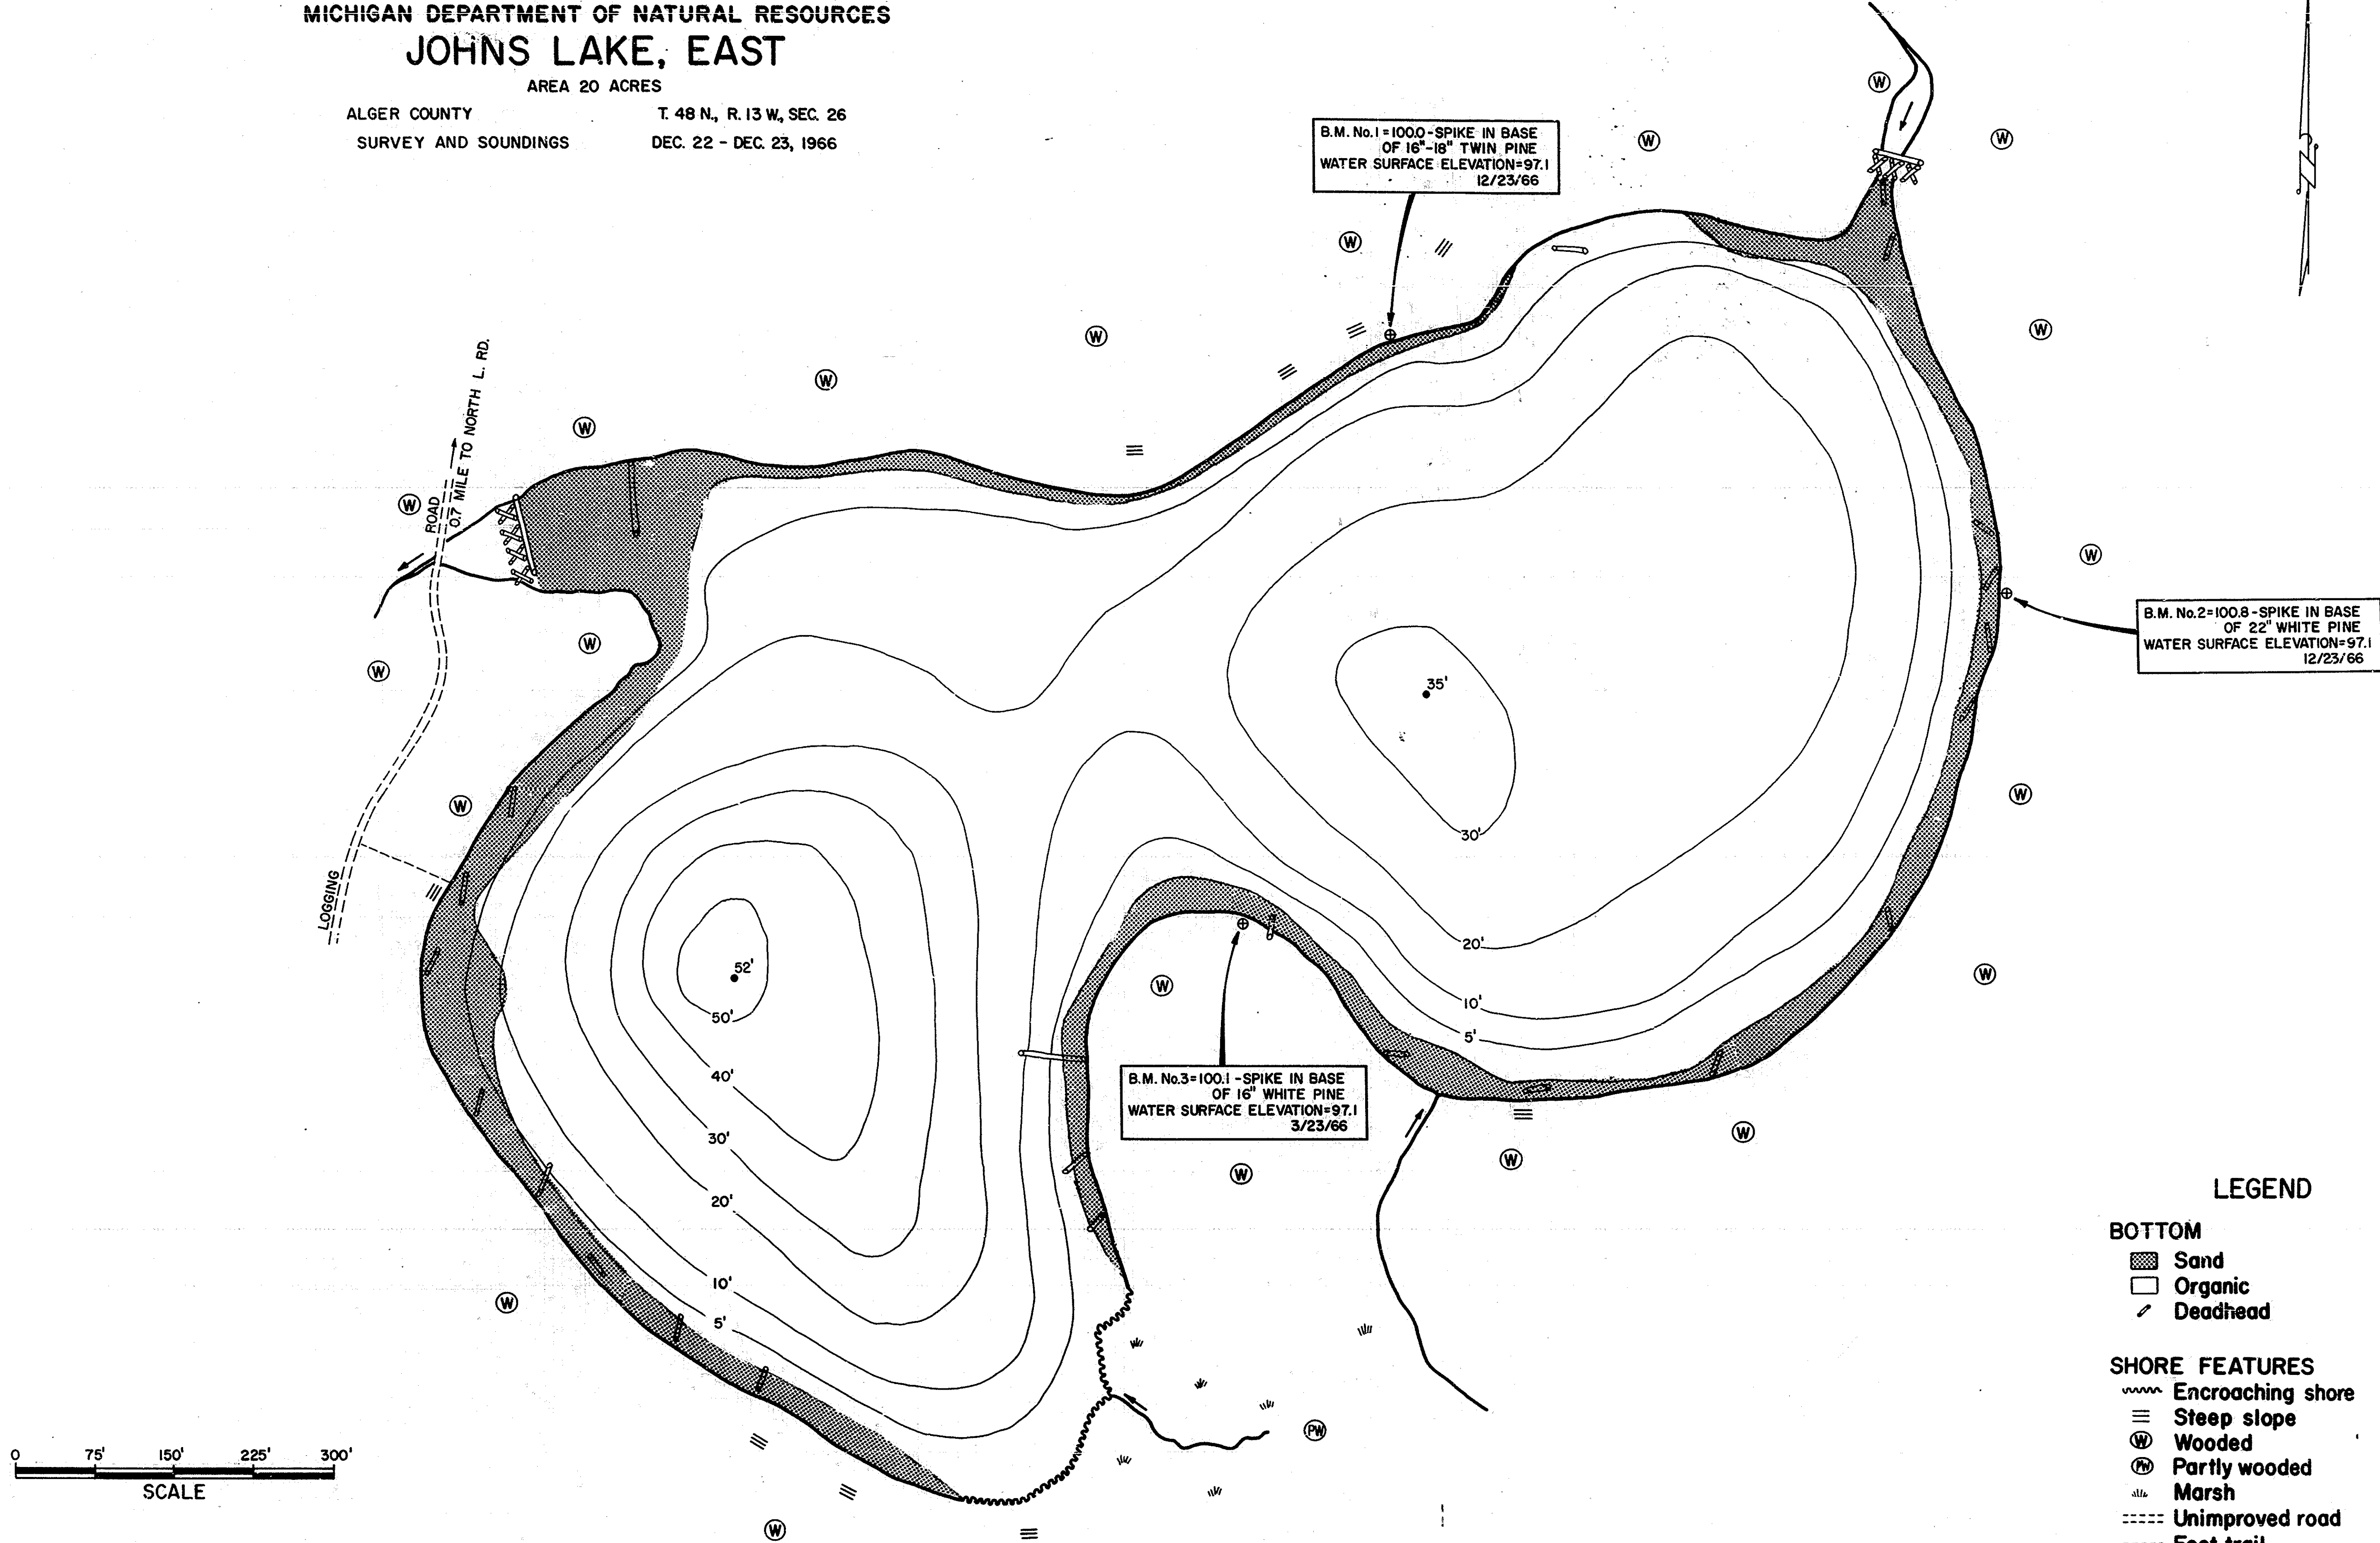 MICHIGAN DEPARTMENT OF NATURAL RESOURCES
JOHNS LAKE, EAST
AREA 20 ACRES
ALGER COUNTY T. 48 N., R. 13 W., SEC. 26
SURVEY AND SOUNDINGS DEC. 22 - DEC. 23, 1966
N
B.M. No.1 = 100.0 - SPIKE IN BASE
OF 16"-18" TWIN PINE
WATER SURFACE ELEVATION=97.1
12/23/66
W
W
W
W
W
W
W
W
W
ROAD
0.7 MILE TO NORTH L. RD.
W
W
B.M. No.2=100.8-SPIKE IN BASE
OF 22" WHITE PINE
WATER SURFACE ELEVATION=97.1
12/23/66
W
W
35'
W
W
30'
LOGGING
20'
52'
W
W
10'
50'
5'
40'
B.M. No.3=100.1-SPIKE IN BASE
OF 16" WHITE PINE
WATER SURFACE ELEVATION=97.1
3/23/66
30'
W
W
W
20'
10'
W
5'
PW
W
0 75' 150' 225' 300'
SCALE
LEGEND
BOTTOM
Sand
Organic
Deadhead
SHORE FEATURES
Encroaching shore
Steep slope
W Wooded
PW Partly wooded
Marsh
Unimproved road
Foot trail